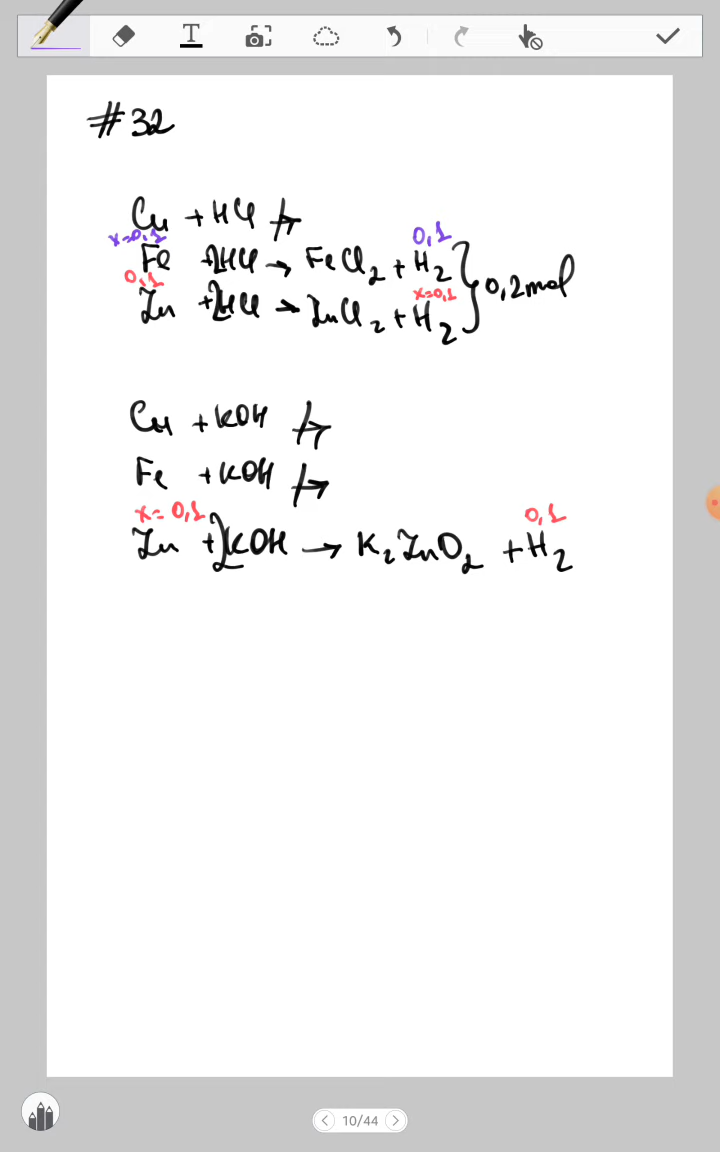 #32
Cu + HCl ↛
x=0,1 0,1
Fe + 2HCl → FeCl2 + H2
0,1 x=0,1 0,2mol
Zn + 2HCl → ZnCl2 + H2
Cu + KOH ↛
Fe + KOH ↛
x= 0,1 0,1
Zn + 2KOH → K2ZnO2 + H2
T
10/44